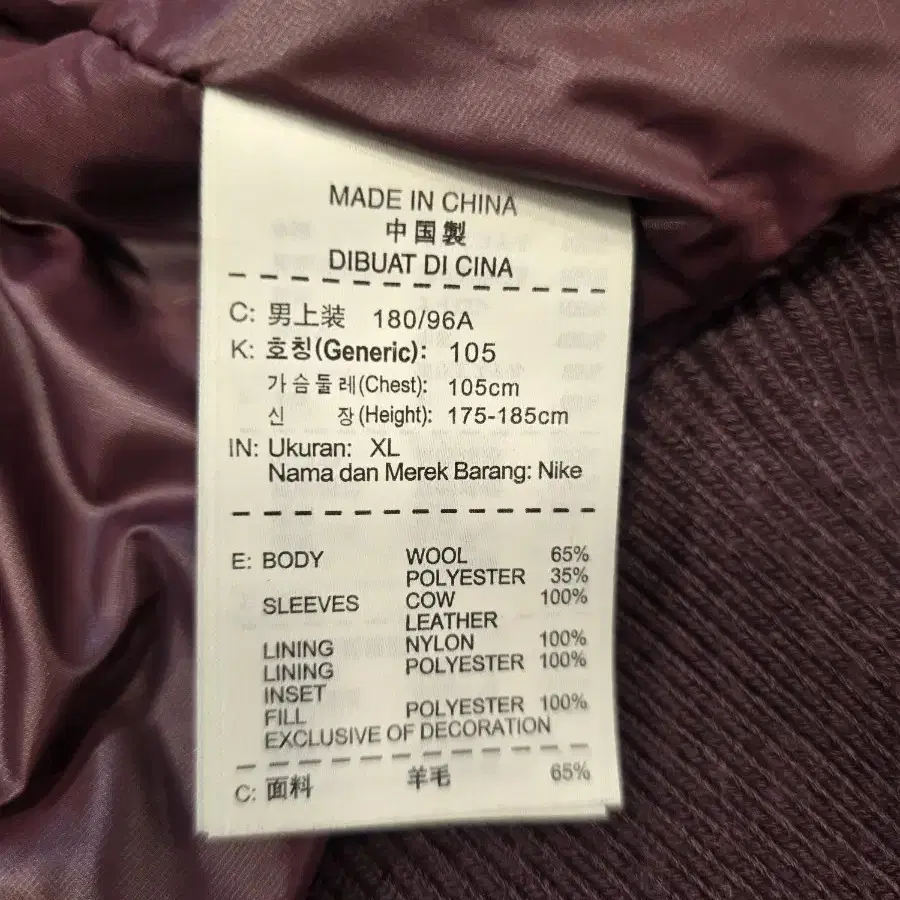 MADE IN CHINA
中国製
DIBUAT DI CINA
C: 男上装 180/96A
K: 호칭(Generic): 105
가슴둘레(Chest): 105cm
신 장(Height): 175-185cm
IN: Ukuran: XL
Nama dan Merek Barang: Nike
E: BODY WOOL 65%
POLYESTER 35%
SLEEVES COW 100%
LEATHER
LINING NYLON 100%
LINING POLYESTER 100%
INSET
FILL POLYESTER 100%
EXCLUSIVE OF DECORATION
C: 面料 羊毛 65%